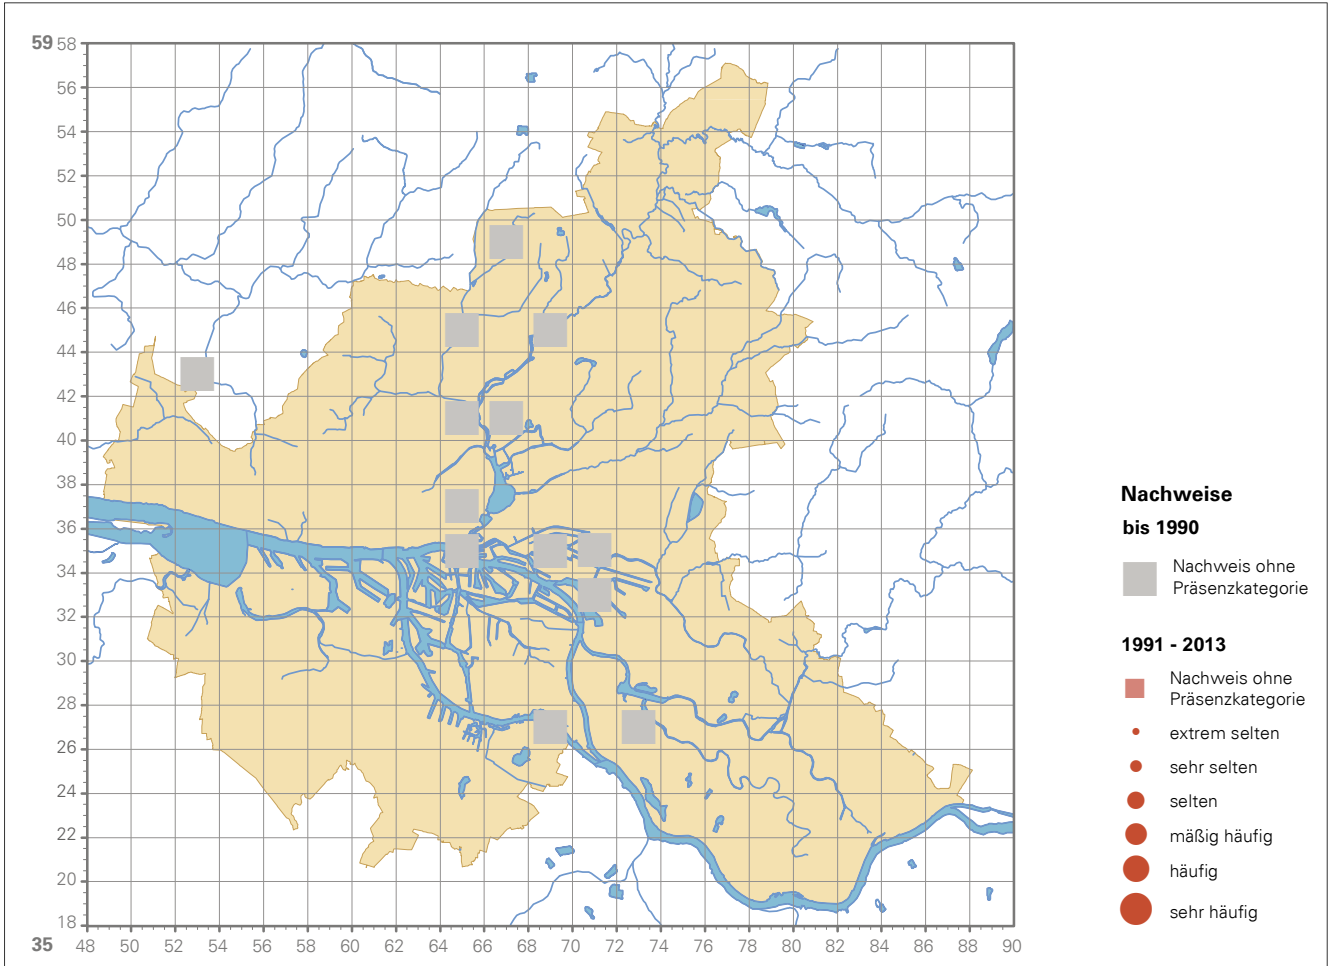 59 58
56
54
52
50
48
46
44
42
40
38
36
34
32
30
28
26
24
22
20
18
35
48 50 52 54 56 58 60 62 64 66 68 70 72 74 76 78 80 82 84 86 88 90
Nachweise
bis 1990
Nachweis ohne
Präsenzkategorie
1991 - 2013
Nachweis ohne
Präsenzkategorie
extrem selten
sehr selten
selten
mäßig häufig
häufig
sehr häufig